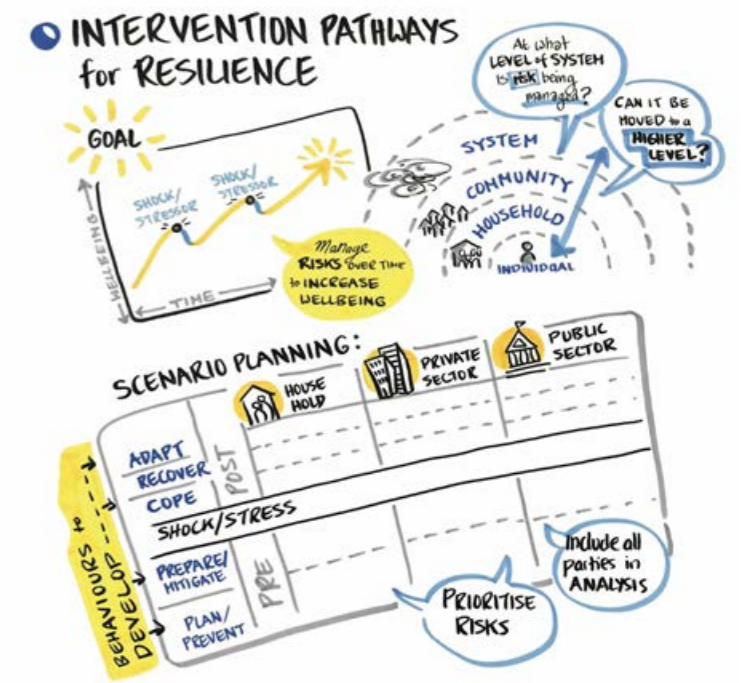 INTERVENTION PATHWAYS
for RESILIENCE
GOAL
WELLBEING
TIME
SHOCK/
STRESSOR
SHOCK/
STRESSOR
Manage
RISKS OVER TIME
to INCREASE
WELLBEING
At what
LEVEL of SYSTEM
Is risk being
managed?
CAN IT BE
MOVED to a
HIGHER
LEVEL?
SYSTEM
COMMUNITY
HOUSEHOLD
INDIVIDUAL
SCENARIO PLANNING:
HOUSE
HOLD
PRIVATE
SECTOR
PUBLIC
SECTOR
BEHAVIOURS to
DEVELOP
ADAPT
RECOVER
COPE
POST
SHOCK/STRESS
PREPARE/
MITIGATE
PLAN/
PREVENT
PRE
PRIORITISE
RISKS
Include all
parties in
ANALYSIS